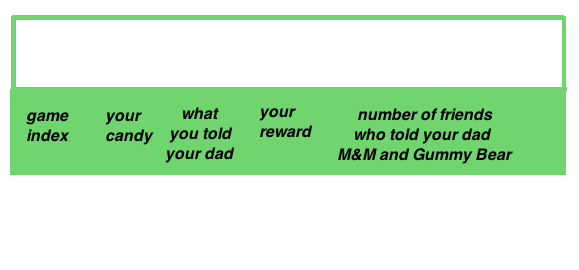 game index
your candy
what you told your dad
your reward
number of friends who told your dad M&M and Gummy Bear